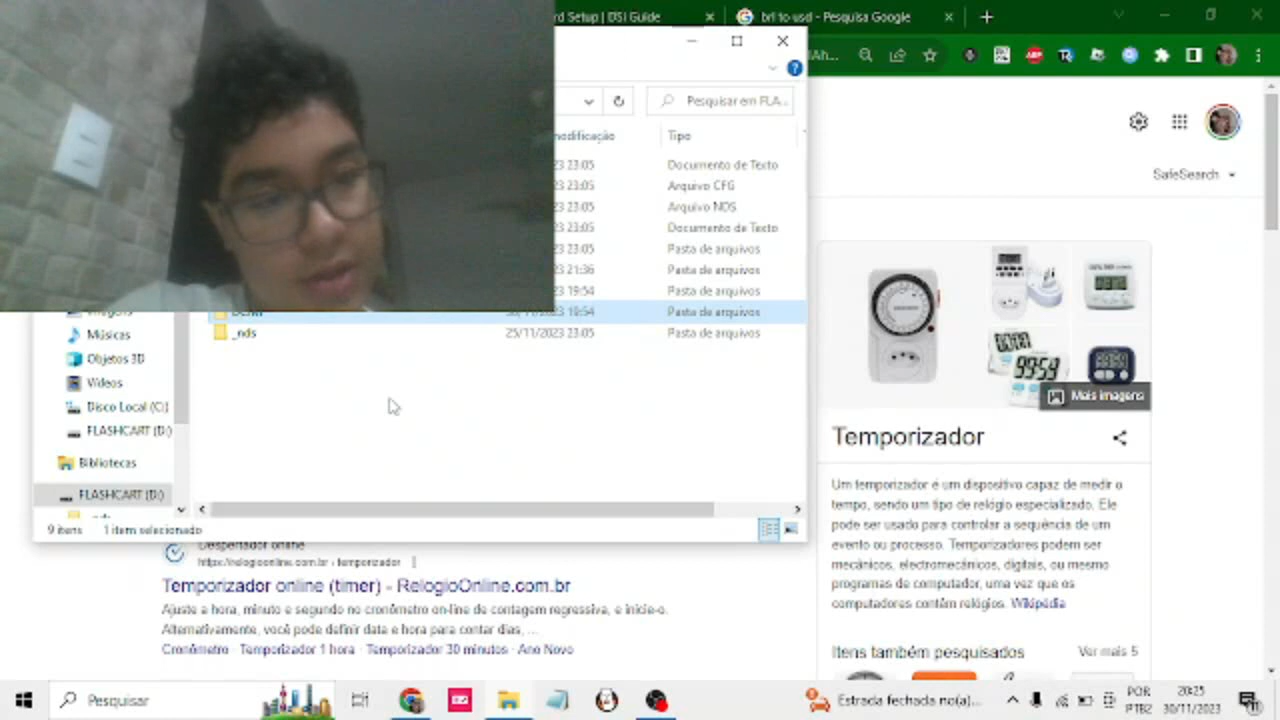 rd Setup | DSi Guide
brl to usd - Pesquisa Google
Pesquisar em FLA...
modificação Tipo
23 23:05 Documento de Texto
23 23:05 Arquivo CFG
23 23:05 Arquivo NDS
23 23:05 Documento de Texto
23 23:05 Pasta de arquivos
23 21:36 Pasta de arquivos
23 19:54 Pasta de arquivos
19:54 Pasta de arquivos
_nds 25/11/2023 23:05 Pasta de arquivos
Imagens
Músicas
Objetos 3D
Vídeos
Disco Local (C:)
FLASHCART (D:)
Bibliotecas
FLASHCART (D:)
9 itens 1 item selecionado
SafeSearch
Mais imagens
Temporizador
Um temporizador é um dispositivo capaz de medir o
tempo, sendo um tipo de relógio especializado. Ele
pode ser usado para controlar a sequência de um
evento ou processo. Temporizadores podem ser
mecânicos, electromecânicos, digitais, ou mesmo
programas de computador, uma vez que os
computadores contêm relógios. Wikipédia
Itens também pesquisados Ver mais 5
Despertador online
https://relogioonline.com.br › temporizador
Temporizador online (timer) - RelogioOnline.com.br
Ajuste a hora, minuto e segundo no cronômetro on-line de contagem regressiva, e inicie-o.
Alternativamente, você pode definir data e hora para contar dias, ...
Cronômetro · Temporizador 1 hora · Temporizador 30 minutos · Ano Novo
Pesquisar
Estrada fechada no(a)...
POR
PTB2
20:25
30/11/2023